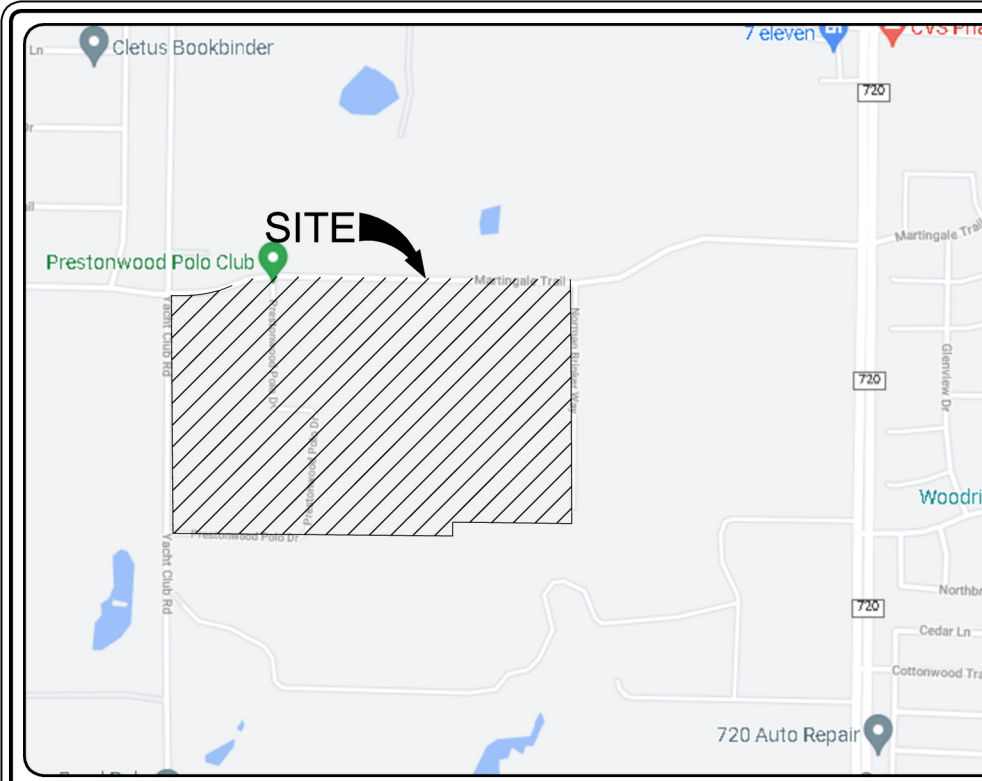 7 eleven
Ln
Cletus Bookbinder
720
SITE
Martingale Trail
Prestonwood Polo Club
Martingale Trail
Yacht Club Rd
Prestonwood Polo Dr
Norman Brinker Way
Glenview Dr
720
Prestonwood Polo Dr
Woodri
Prestonwood Polo Dr
Yacht Club Rd
Northbr
720
Cedar Ln
Cottonwood Tra
720 Auto Repair